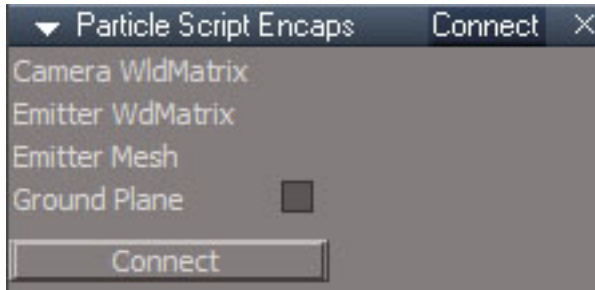 Particle Script Encaps Connect
Camera WldMatrix
Emitter WdMatrix
Emitter Mesh
Ground Plane
Connect